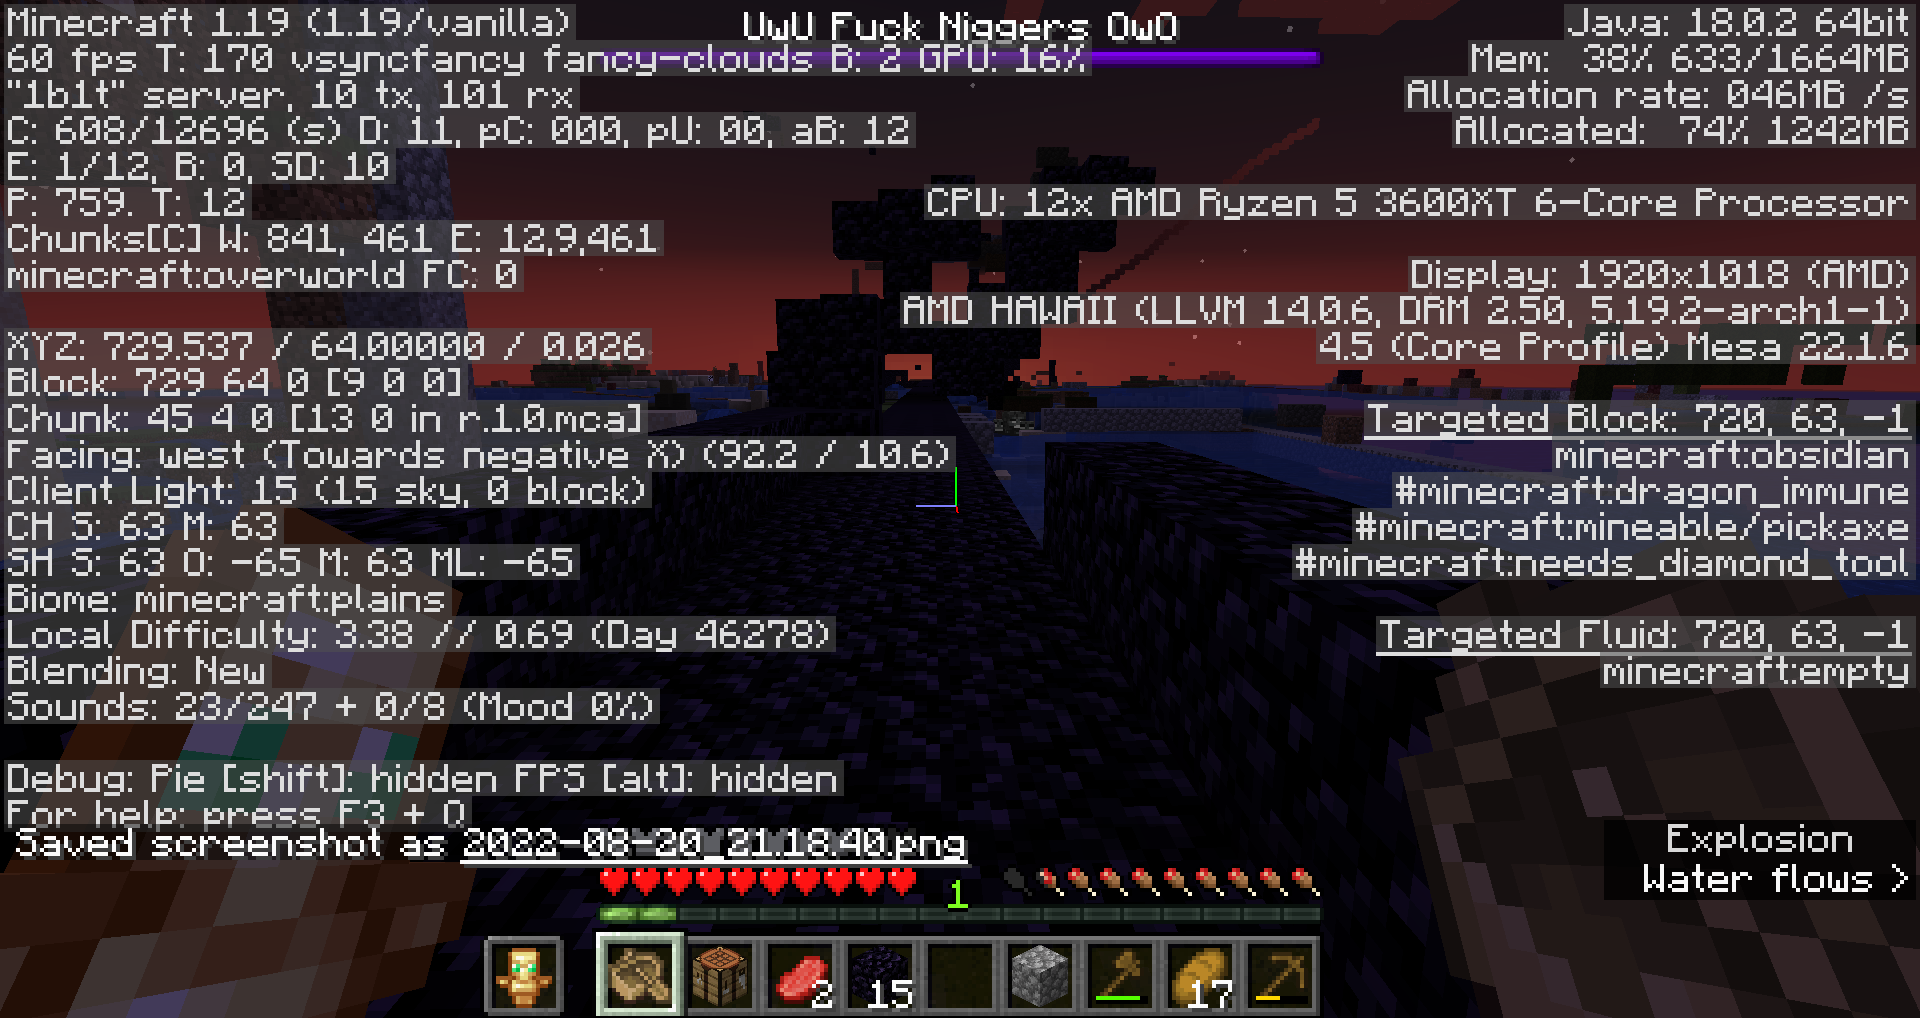 Minecraft 1.19 (1.19/vanilla)
60 fps T: 170 vsyncfancy fancy-clouds B: 2 GPU: 16%
"1b1t" server, 10 tx, 101 rx
C: 608/12696 (s) D: 11, pC: 000, pU: 00, aB: 12
E: 1/12, B: 0, SD: 10
P: 759. T: 12
Chunks[C] W: 841, 461 E: 12,9,461
minecraft:overworld FC: 0
XYZ: 729.537 / 64.00000 / 0.026
Block: 729 64 0 [9 0 0]
Chunk: 45 4 0 [13 0 in r.1.0.mca]
Facing: west (Towards negative X) (92.2 / 10.6)
Client Light: 15 (15 sky, 0 block)
CH S: 63 M: 63
SH S: 63 O: -65 M: 63 ML: -65
Biome: minecraft:plains
Local Difficulty: 3.38 // 0.69 (Day 46278)
Blending: New
Sounds: 23/247 + 0/8 (Mood 0%)
Debug: Pie [shift]: hidden FPS [alt]: hidden
For help: press F3 + Q
Saved screenshot as 2022-08-20_21.18.40.png
UwU Fuck Niggers OwO
Java: 18.0.2 64bit
Mem: 38% 633/1664MB
Allocation rate: 046MB /s
Allocated: 74% 1242MB
CPU: 12x AMD Ryzen 5 3600XT 6-Core Processor
Display: 1920x1018 (AMD)
AMD HAWAII (LLVM 14.0.6, DRM 2.50, 5.19.2-arch1-1)
4.5 (Core Profile) Mesa 22.1.6
Targeted Block: 720, 63, -1
minecraft:obsidian
#minecraft:dragon_immune
#minecraft:mineable/pickaxe
#minecraft:needs_diamond_tool
Targeted Fluid: 720, 63, -1
minecraft:empty
Explosion
Water flows >
1
2
15
17